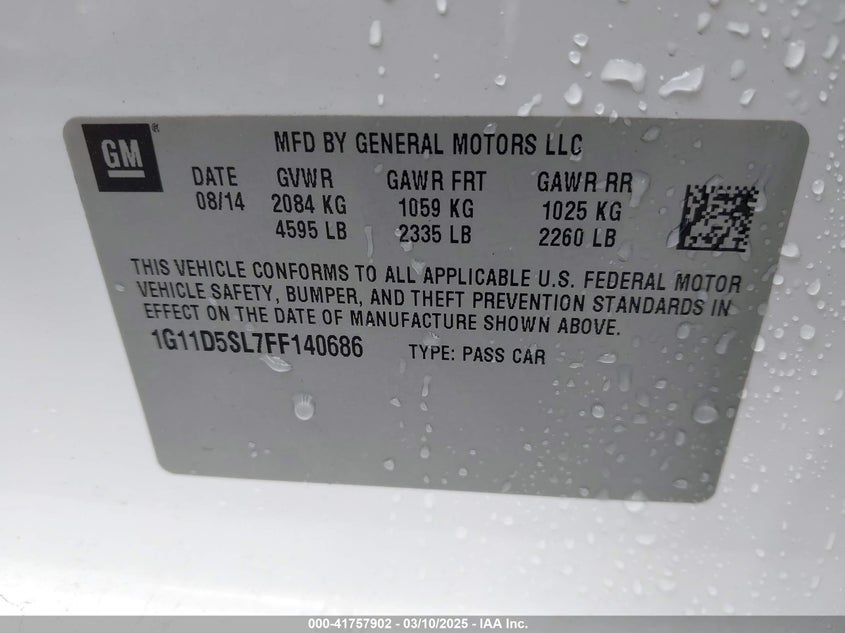 GM ®
MFD BY GENERAL MOTORS LLC
DATE GVWR GAWR FRT GAWR RR
08/14 2084 KG 1059 KG 1025 KG
4595 LB 2335 LB 2260 LB
THIS VEHICLE CONFORMS TO ALL APPLICABLE U.S. FEDERAL MOTOR
VEHICLE SAFETY, BUMPER, AND THEFT PREVENTION STANDARDS IN
EFFECT ON THE DATE OF MANUFACTURE SHOWN ABOVE.
1G11D5SL7FF140686 TYPE: PASS CAR
000-41757902 - 03/10/2025 - IAA Inc.